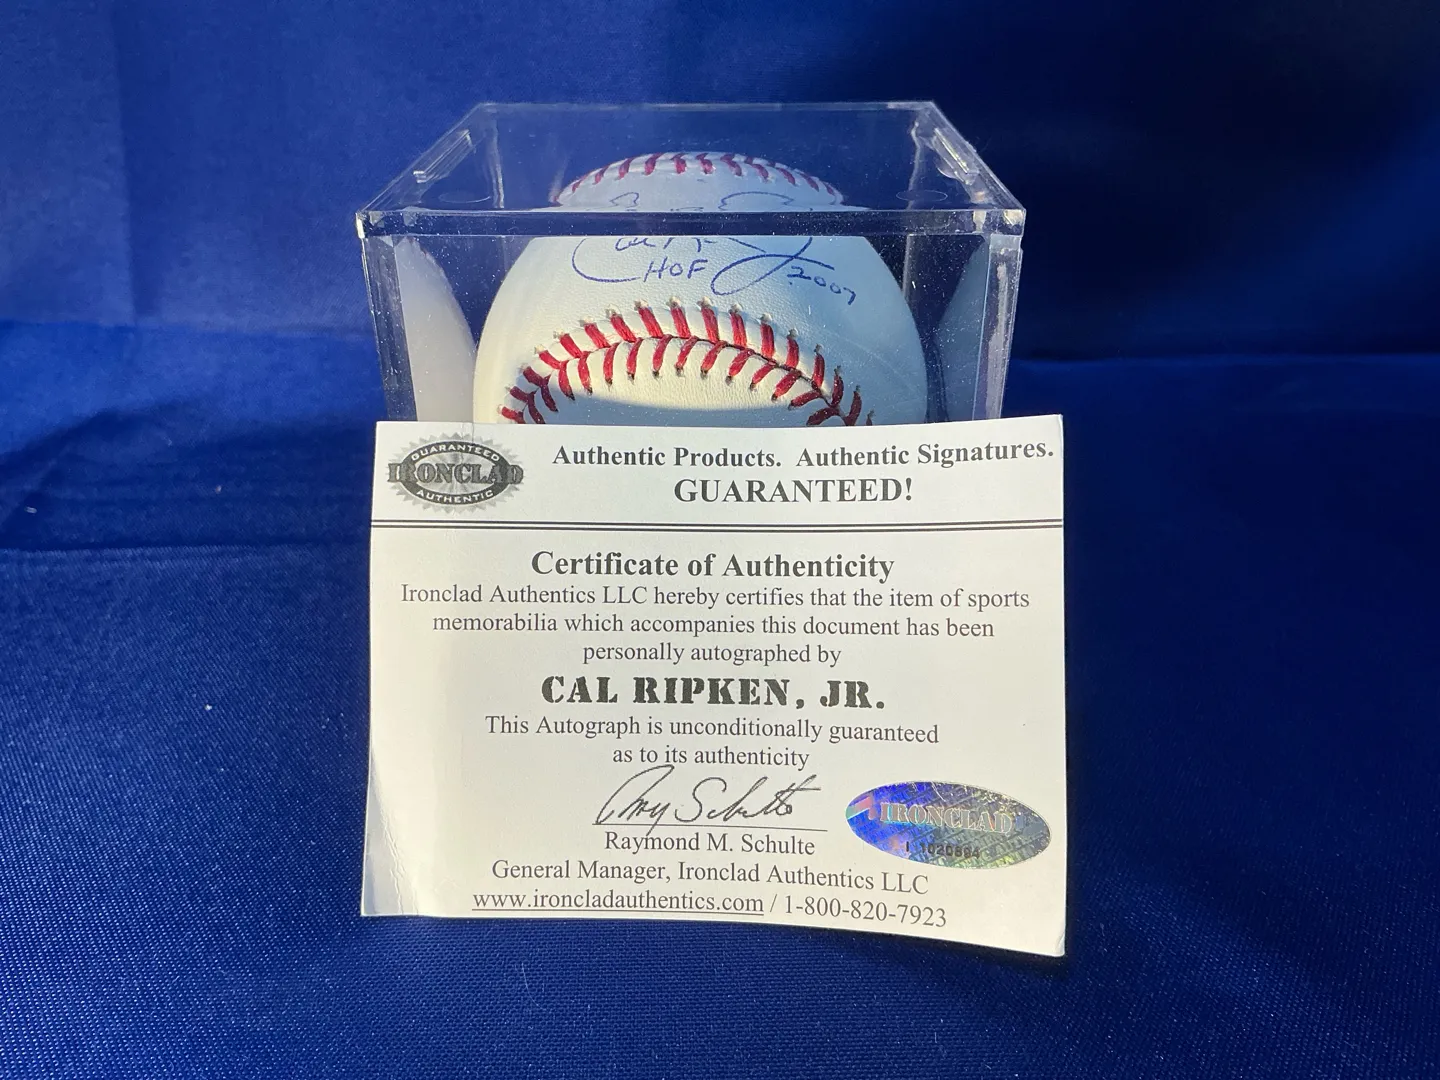 HOF 2007
GUARANTEED
IRONCLAD
AUTHENTIC
Authentic Products. Authentic Signatures.
GUARANTEED!
Certificate of Authenticity
Ironclad Authentics LLC hereby certifies that the item of sports
memorabilia which accompanies this document has been
personally autographed by
CAL RIPKEN, JR.
This Autograph is unconditionally guaranteed
as to its authenticity
IRONCLAD
Raymond M. Schulte
General Manager, Ironclad Authentics LLC
www.ironcladauthentics.com / 1-800-820-7923